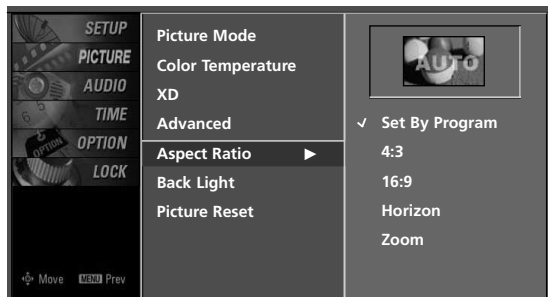 SETUP
PICTURE
AUDIO
TIME
OPTION
LOCK
Move MENU Prev
Picture Mode
Color Temperature
XD
Advanced
Aspect Ratio ►
Back Light
Picture Reset
AUTO
✓ Set By Program
4:3
16:9
Horizon
Zoom